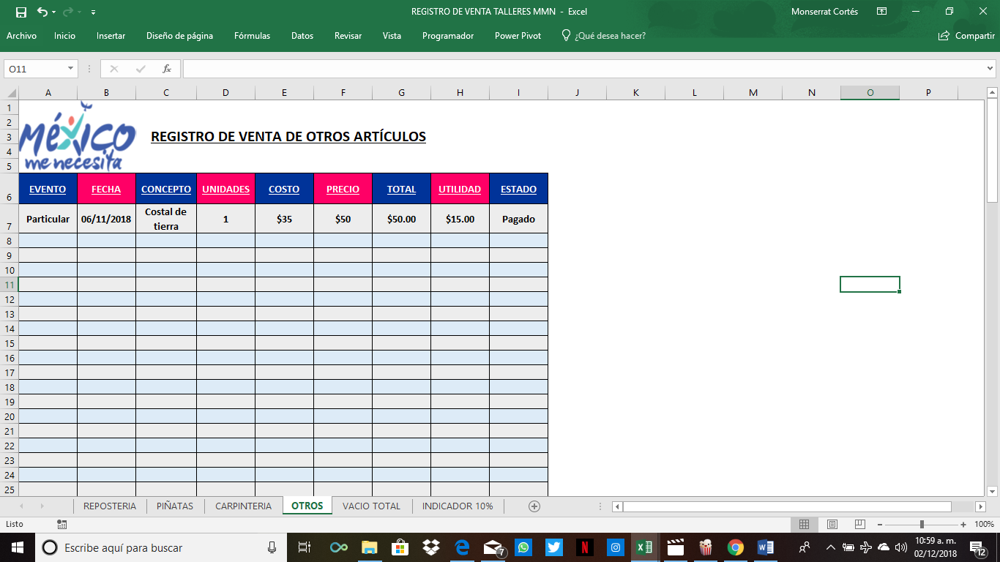 REGISTRO DE VENTA TALLERES MMN - Excel
Monserrat Cortés
Archivo Inicio Insertar Diseño de página Fórmulas Datos Revisar Vista Programador Power Pivot ¿Qué desea hacer? Compartir
O11 fx
A B C D E F G H I J K L M N O P
1
2
3
4
5
MéXICO
me necesita
REGISTRO DE VENTA DE OTROS ARTÍCULOS
6 EVENTO FECHA CONCEPTO UNIDADES COSTO PRECIO TOTAL UTILIDAD ESTADO
7 Particular 06/11/2018 Costal de tierra 1 $35 $50 $50.00 $15.00 Pagado
8
9
10
11
12
13
14
15
16
17
18
19
20
21
22
23
24
25
REPOSTERIA PIÑATAS CARPINTERIA OTROS VACIO TOTAL INDICADOR 10%
Listo 100%
Escribe aquí para buscar
7
10:59 a. m.
02/12/2018
12